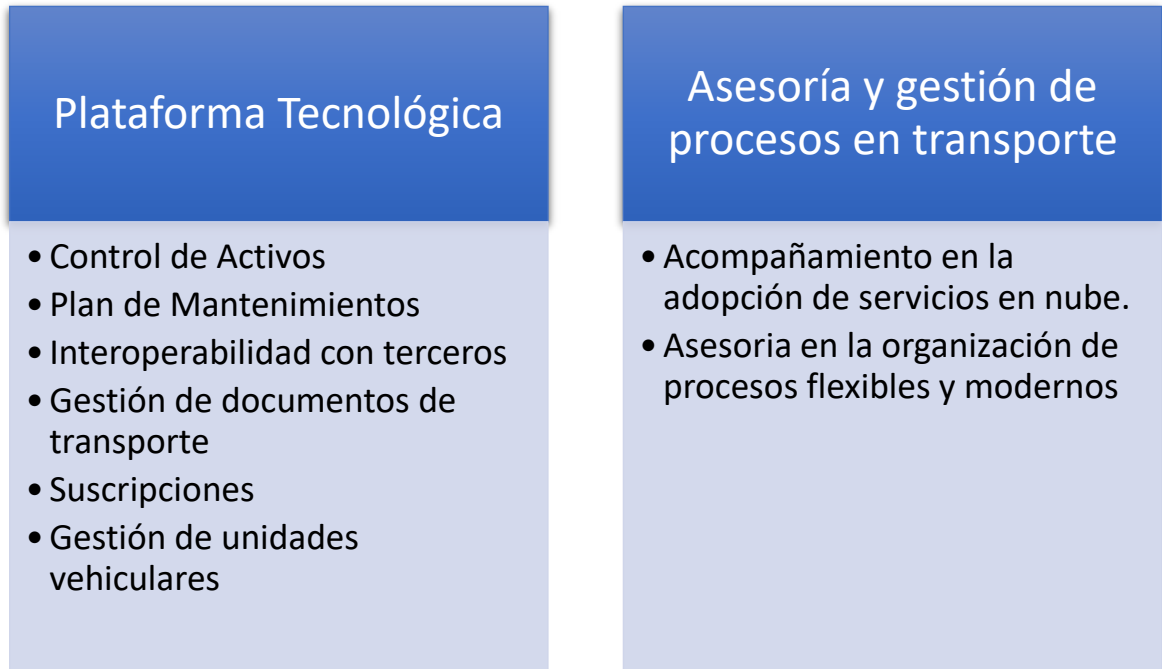 Plataforma Tecnológica
• Control de Activos
• Plan de Mantenimientos
• Interoperabilidad con terceros
• Gestión de documentos de
transporte
• Suscripciones
• Gestión de unidades
vehiculares
Asesoría y gestión de
procesos en transporte
• Acompañamiento en la
adopción de servicios en nube.
• Asesoria en la organización de
procesos flexibles y modernos